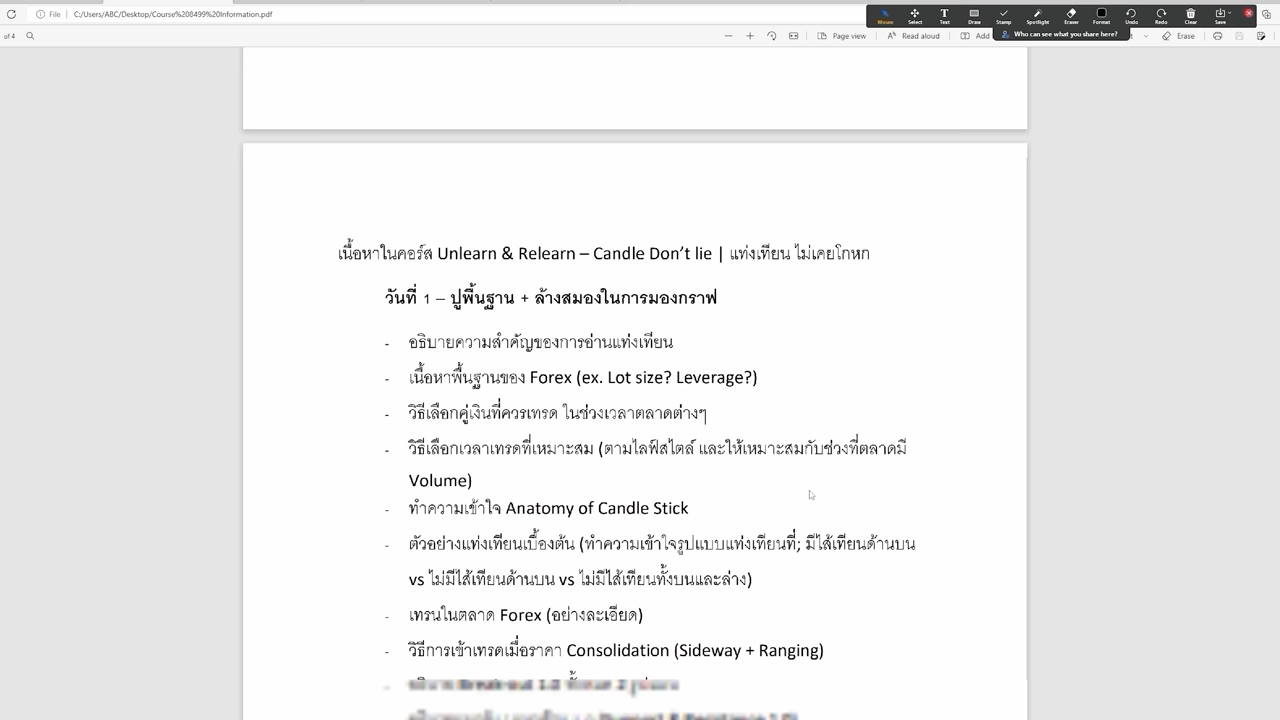 File C:/Users/ABC/Desktop/Course%208499%20Information.pdf
Mouse Select Text Draw Stamp Spotlight Eraser Format Undo Redo Clear Save
Who can see what you share here?
of 4 Page view Read aloud Add Erase
เนื้อหาในคอร์ส Unlearn & Relearn – Candle Don’t lie | แท่งเทียน ไม่เคยโกหก
วันที่ 1 – ปูพื้นฐาน + ล้างสมองในการมองกราฟ
- อธิบายความสำคัญของการอ่านแท่งเทียน
- เนื้อหาพื้นฐานของ Forex (ex. Lot size? Leverage?)
- วิธีเลือกคู่เงินที่ควรเทรด ในช่วงเวลาตลาดต่างๆ
- วิธีเลือกเวลาเทรดที่เหมาะสม (ตามไลฟ์สไตล์ และให้เหมาะสมกับช่วงที่ตลาดมี
Volume)
- ทำความเข้าใจ Anatomy of Candle Stick
- ตัวอย่างแท่งเทียนเบื้องต้น (ทำความเข้าใจรูปแบบแท่งเทียนที่; มีไส้เทียนด้านบน
vs ไม่มีไส้เทียนด้านบน vs ไม่มีไส้เทียนทั้งบนและล่าง)
- เทรนในตลาด Forex (อย่างละเอียด)
- วิธีการเข้าเทรดเมื่อราคา Consolidation (Sideway + Ranging)